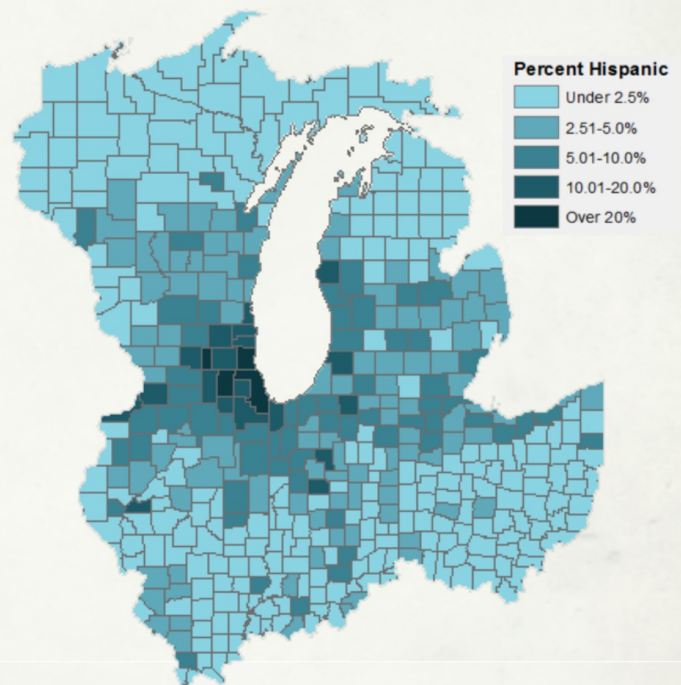 Percent Hispanic
Under 2.5%
2.51-5.0%
5.01-10.0%
10.01-20.0%
Over 20%